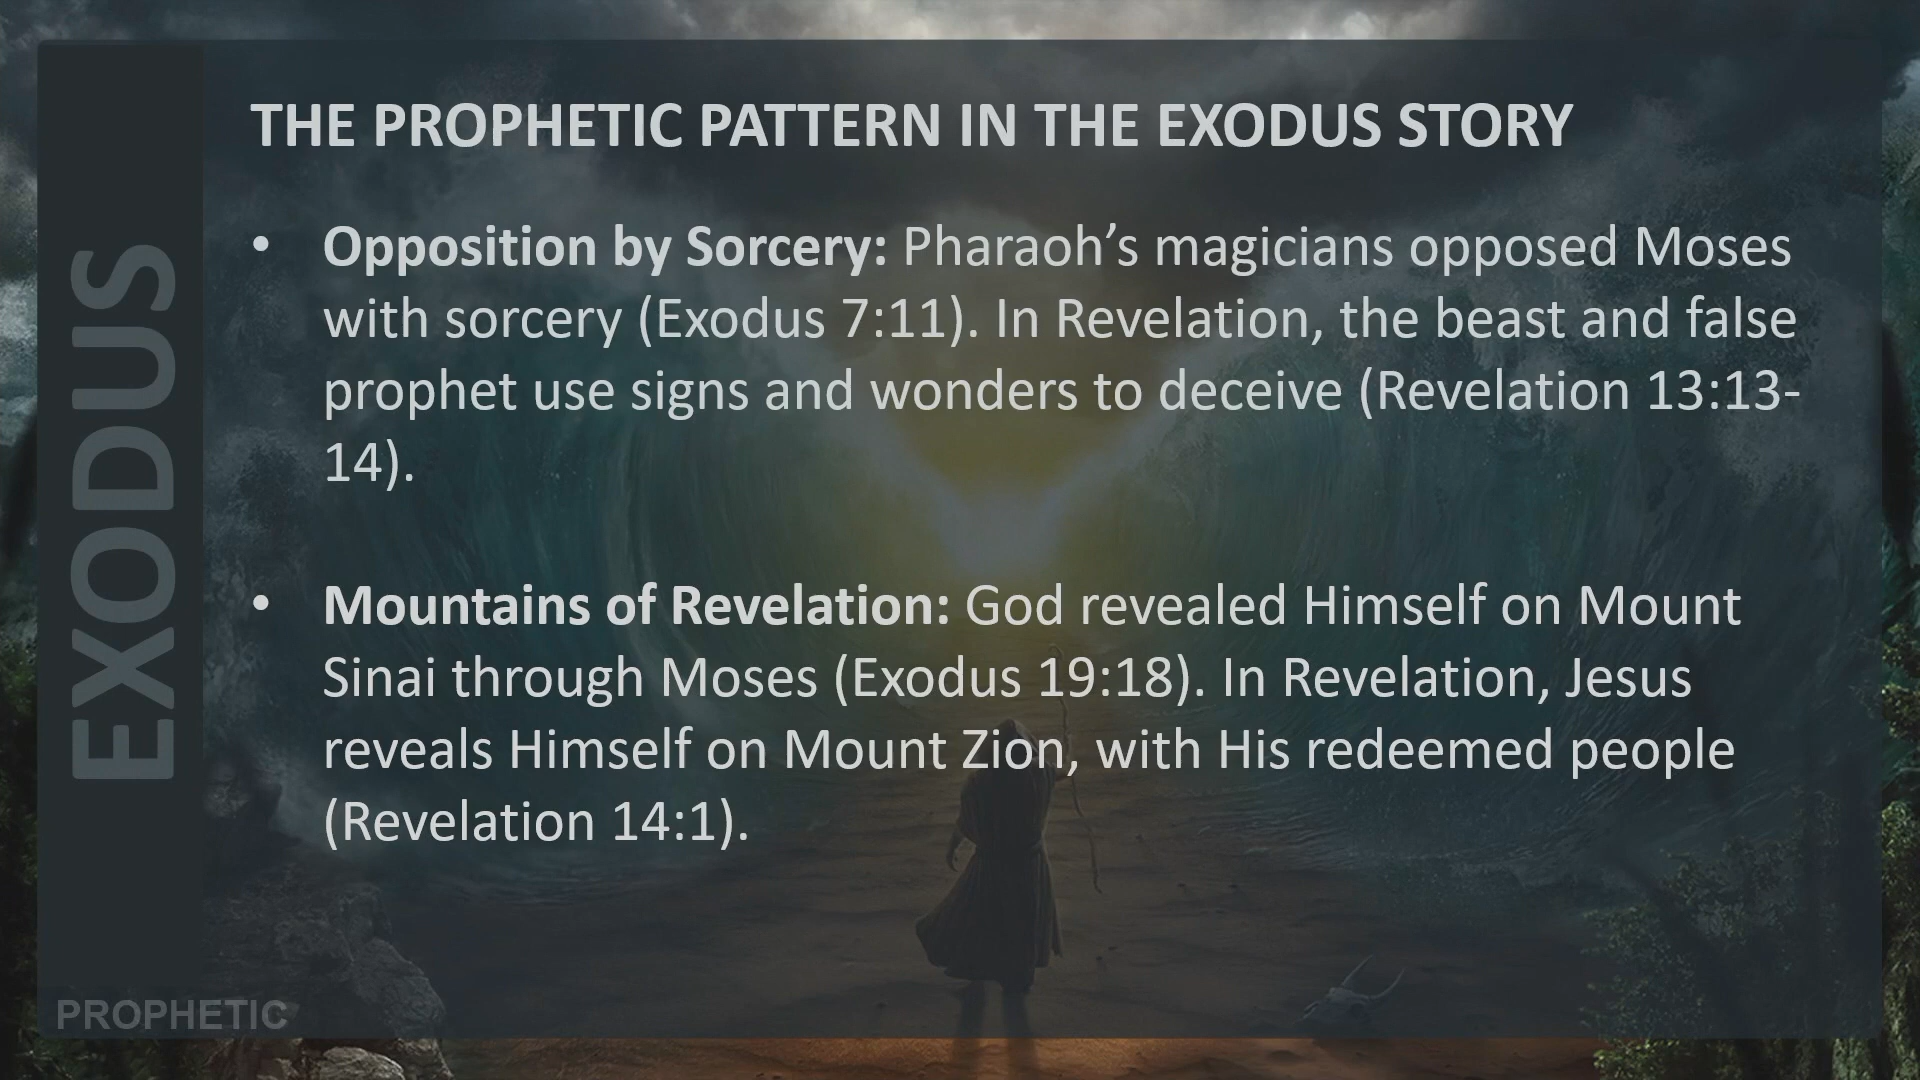 THE PROPHETIC PATTERN IN THE EXODUS STORY
• Opposition by Sorcery: Pharaoh’s magicians opposed Moses
with sorcery (Exodus 7:11). In Revelation, the beast and false
prophet use signs and wonders to deceive (Revelation 13:13-
14).
• Mountains of Revelation: God revealed Himself on Mount
Sinai through Moses (Exodus 19:18). In Revelation, Jesus
reveals Himself on Mount Zion, with His redeemed people
(Revelation 14:1).
EXODUS
PROPHETIC